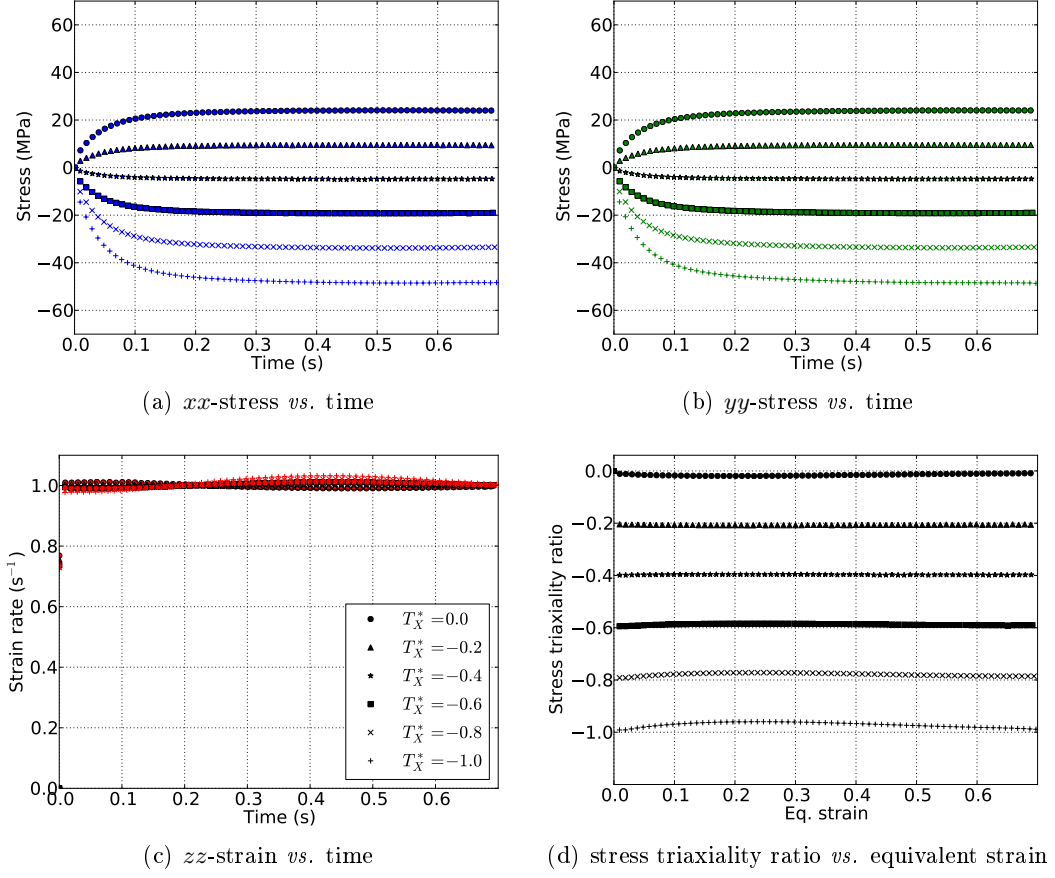 60
40
20
0
−20
−40
−60
Stress (MPa)
0.0 0.1 0.2 0.3 0.4 0.5 0.6
Time (s)
(a) xx-stress vs. time
60
40
20
0
−20
−40
−60
Stress (MPa)
0.0 0.1 0.2 0.3 0.4 0.5 0.6
Time (s)
(b) yy-stress vs. time
1.0
0.8
0.6
0.4
0.2
0.0
Strain rate (s⁻¹)
0.0 0.1 0.2 0.3 0.4 0.5 0.6
Time (s)
T*X =0.0
T*X =−0.2
T*X =−0.4
T*X =−0.6
T*X =−0.8
T*X =−1.0
(c) zz-strain vs. time
0.0
−0.2
−0.4
−0.6
−0.8
−1.0
Stress triaxiality ratio
0.0 0.1 0.2 0.3 0.4 0.5 0.6
Eq. strain
(d) stress triaxiality ratio vs. equivalent strain